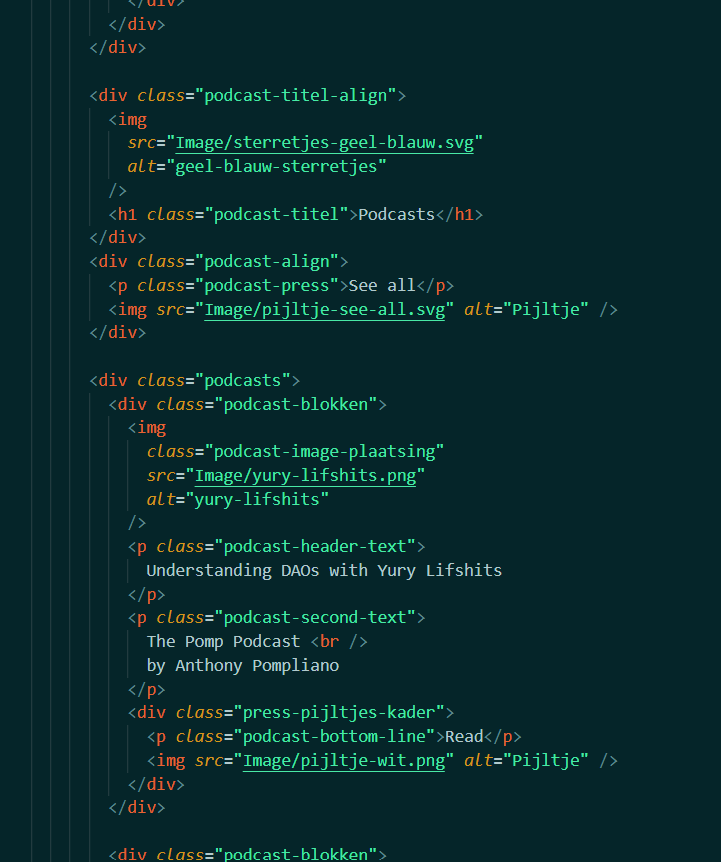 </div>
</div>
</div>
<div class="podcast-titel-align">
<img
src="Image/sterretjes-geel-blauw.svg"
alt="geel-blauw-sterretjes"
/>
<h1 class="podcast-titel">Podcasts</h1>
</div>
<div class="podcast-align">
<p class="podcast-press">See all</p>
<img src="Image/pijltje-see-all.svg" alt="Pijltje" />
</div>
<div class="podcasts">
<div class="podcast-blokken">
<img
class="podcast-image-plaatsing"
src="Image/yury-lifshits.png"
alt="yury-lifshits"
/>
<p class="podcast-header-text">
Understanding DAOs with Yury Lifshits
</p>
<p class="podcast-second-text">
The Pomp Podcast <br />
by Anthony Pompliano
</p>
<div class="press-pijltjes-kader">
<p class="podcast-bottom-line">Read</p>
<img src="Image/pijltje-wit.png" alt="Pijltje" />
</div>
</div>
<div class="podcast-blokken">